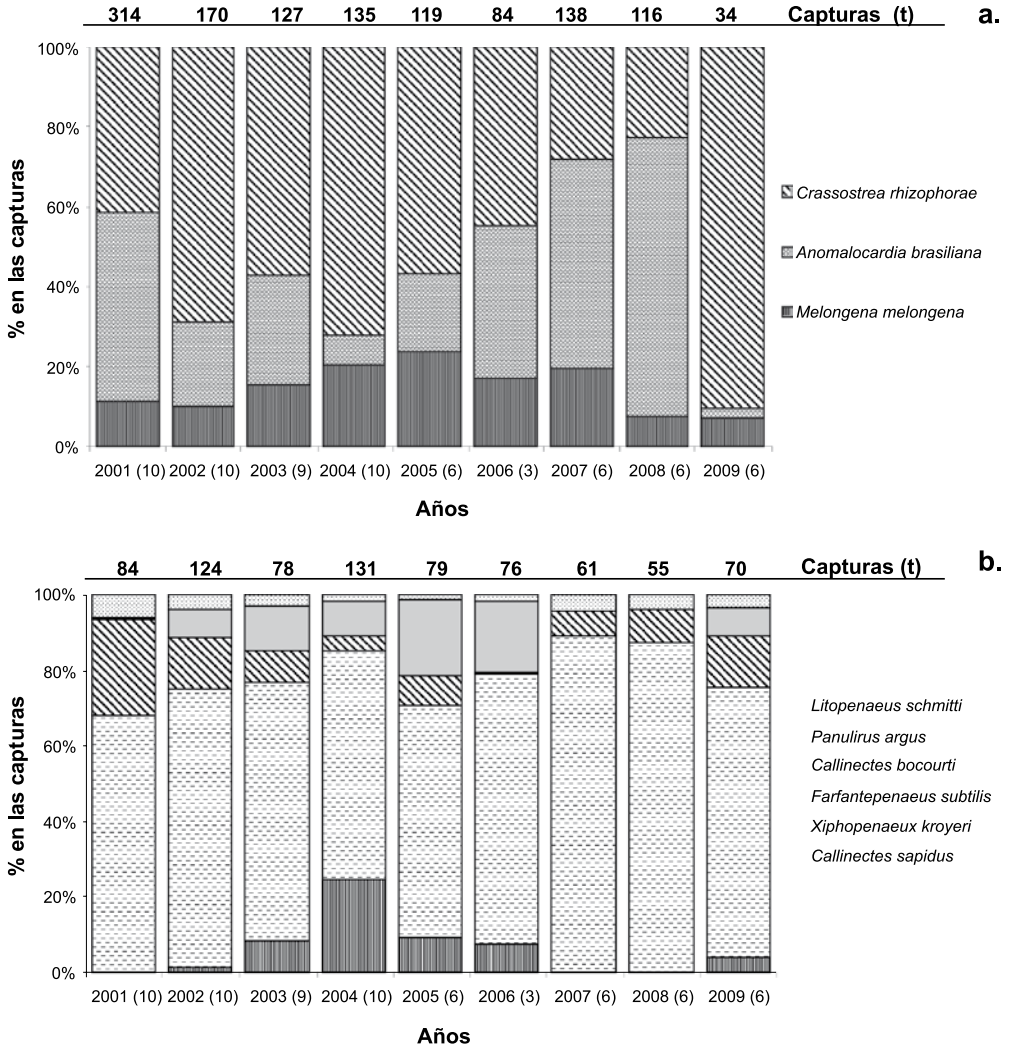 314 170 127 135 119 84 138 116 34 Capturas (t) a.
100%
80%
60%
40%
20%
0%
% en las capturas
Crassostrea rhizophorae
Anomalocardia brasiliana
Melongena melongena
2001 (10) 2002 (10) 2003 (9) 2004 (10) 2005 (6) 2006 (3) 2007 (6) 2008 (6) 2009 (6)
Años
84 124 78 131 79 76 61 55 70 Capturas (t) b.
100%
80%
60%
40%
20%
0%
% en las capturas
Litopenaeus schmitti
Panulirus argus
Callinectes bocourti
Farfantepenaeus subtilis
Xiphopenaeux kroyeri
Callinectes sapidus
2001 (10) 2002 (10) 2003 (9) 2004 (10) 2005 (6) 2006 (3) 2007 (6) 2008 (6) 2009 (6)
Años